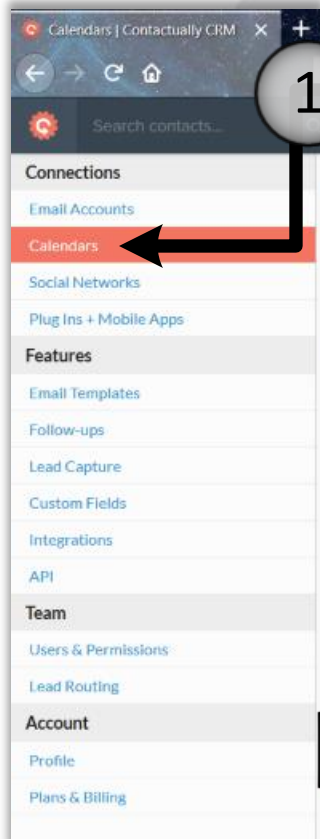 Calendars | Contactually CRM
1
Search contacts...
Connections
Email Accounts
Calendars
Social Networks
Plug Ins + Mobile Apps
Features
Email Templates
Follow-ups
Lead Capture
Custom Fields
Integrations
API
Team
Users & Permissions
Lead Routing
Account
Profile
Plans & Billing